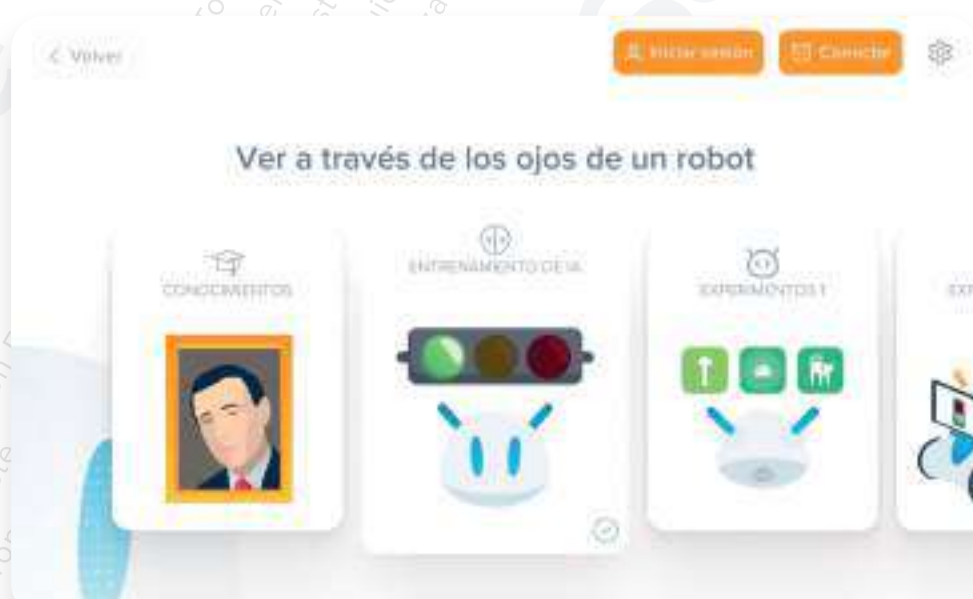 Volver
Iniciar sesión
Ver a través de los ojos de un robot
CONOCIMIENTOS
ENTRENAMIENTO DE IA
EXPERIMENTOS 1